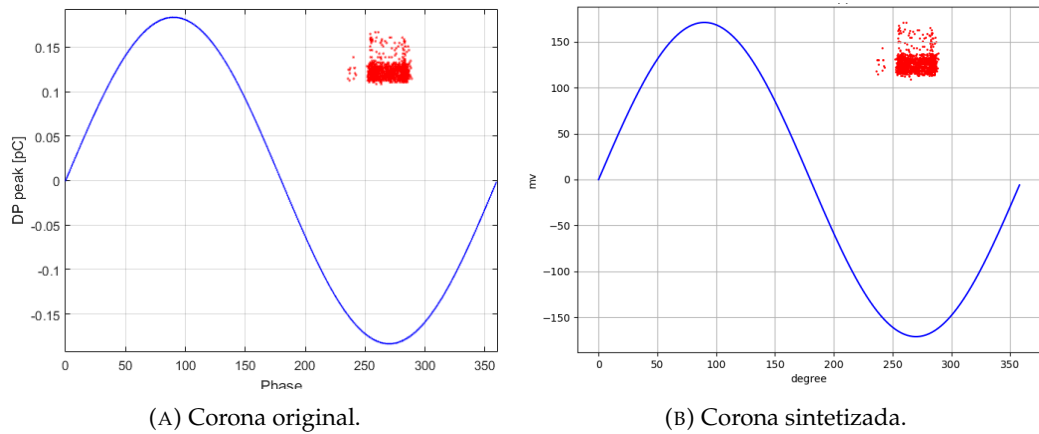 0.15
0.1
0.05
0
-0.05
-0.1
-0.15
DP peak [pC]
0 50 100 150 200 250 300 350
Phase
150
100
50
0
−50
−100
−150
mv
0 50 100 150 200 250 300 350
degree
(A) Corona original.
(B) Corona sintetizada.